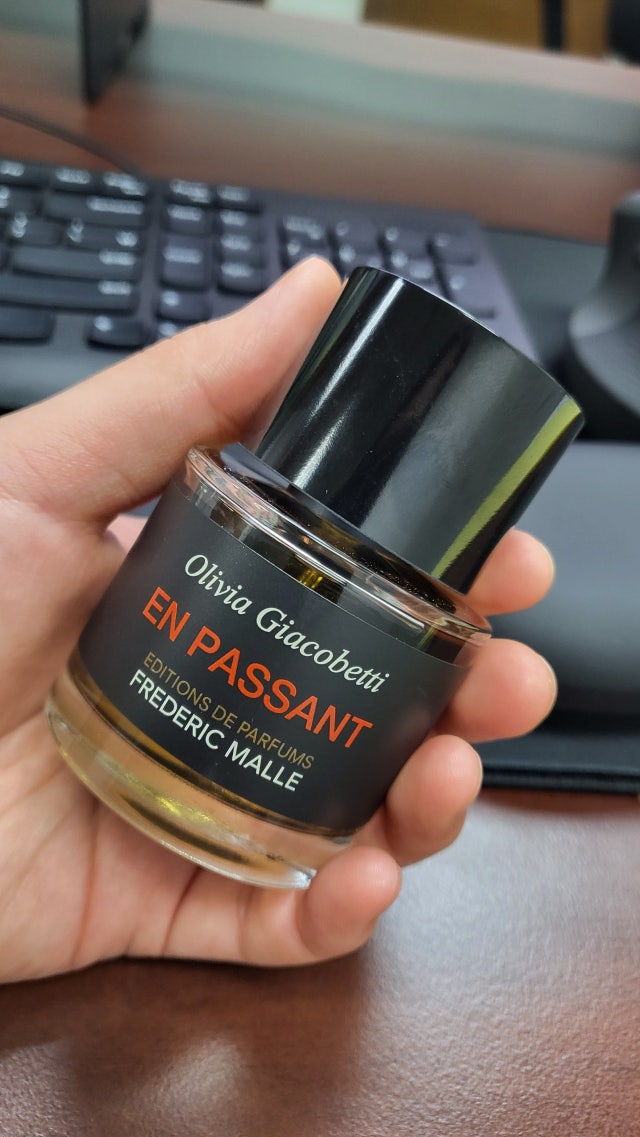 Olivia Giacobetti
EN PASSANT
EDITIONS DE PARFUMS
FREDERIC MALLE